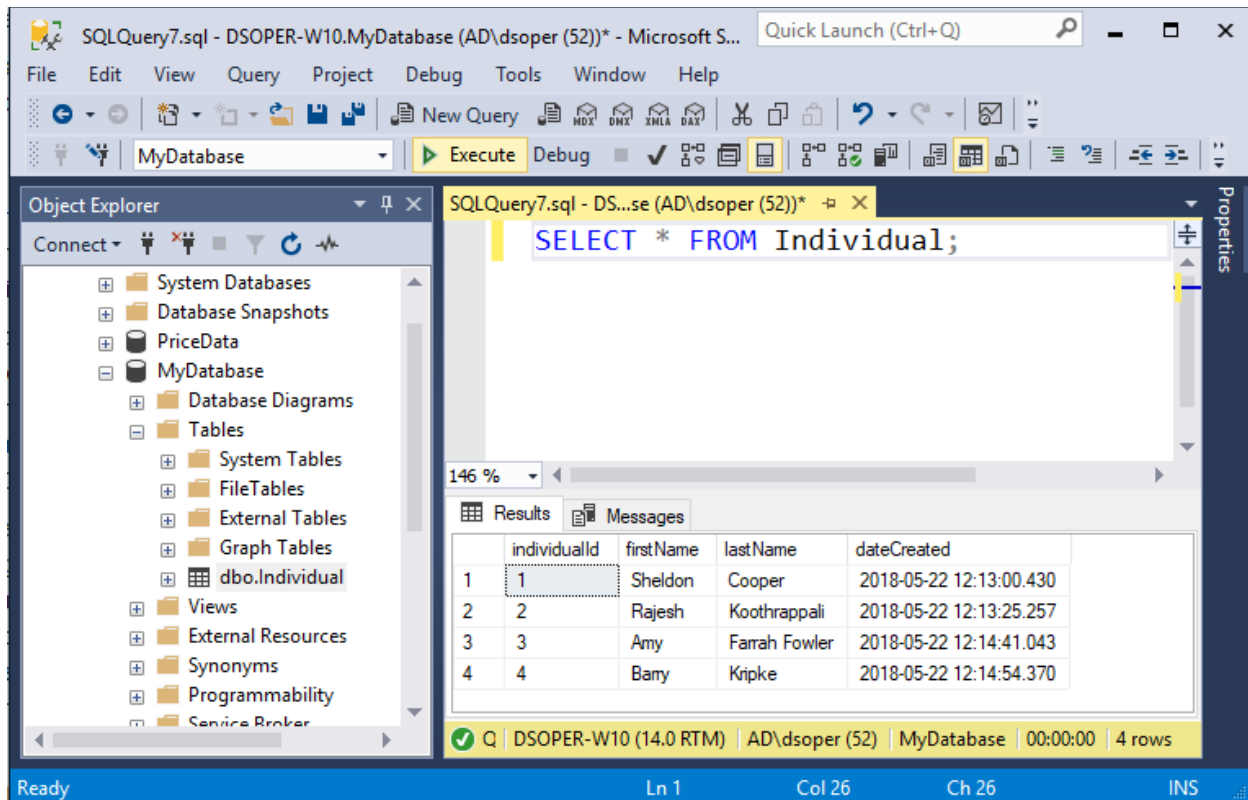 SQLQuery7.sql - DSOPER-W10.MyDatabase (AD\dsoper (52))* - Microsoft S... Quick Launch (Ctrl+Q)
File Edit View Query Project Debug Tools Window Help
New Query MDX DMX XMLA DAX
MyDatabase Execute Debug
Object Explorer
Connect
System Databases
Database Snapshots
PriceData
MyDatabase
Database Diagrams
Tables
System Tables
FileTables
External Tables
Graph Tables
dbo.Individual
Views
External Resources
Synonyms
Programmability
Service Broker
SQLQuery7.sql - DS...se (AD\dsoper (52))*
SELECT * FROM Individual;
146 %
Results Messages
individualId firstName lastName dateCreated
1 1 Sheldon Cooper 2018-05-22 12:13:00.430
2 2 Rajesh Koothrappali 2018-05-22 12:13:25.257
3 3 Amy Farrah Fowler 2018-05-22 12:14:41.043
4 4 Barry Kripke 2018-05-22 12:14:54.370
Q DSOPER-W10 (14.0 RTM) AD\dsoper (52) MyDatabase 00:00:00 4 rows
Properties
Ready Ln 1 Col 26 Ch 26 INS